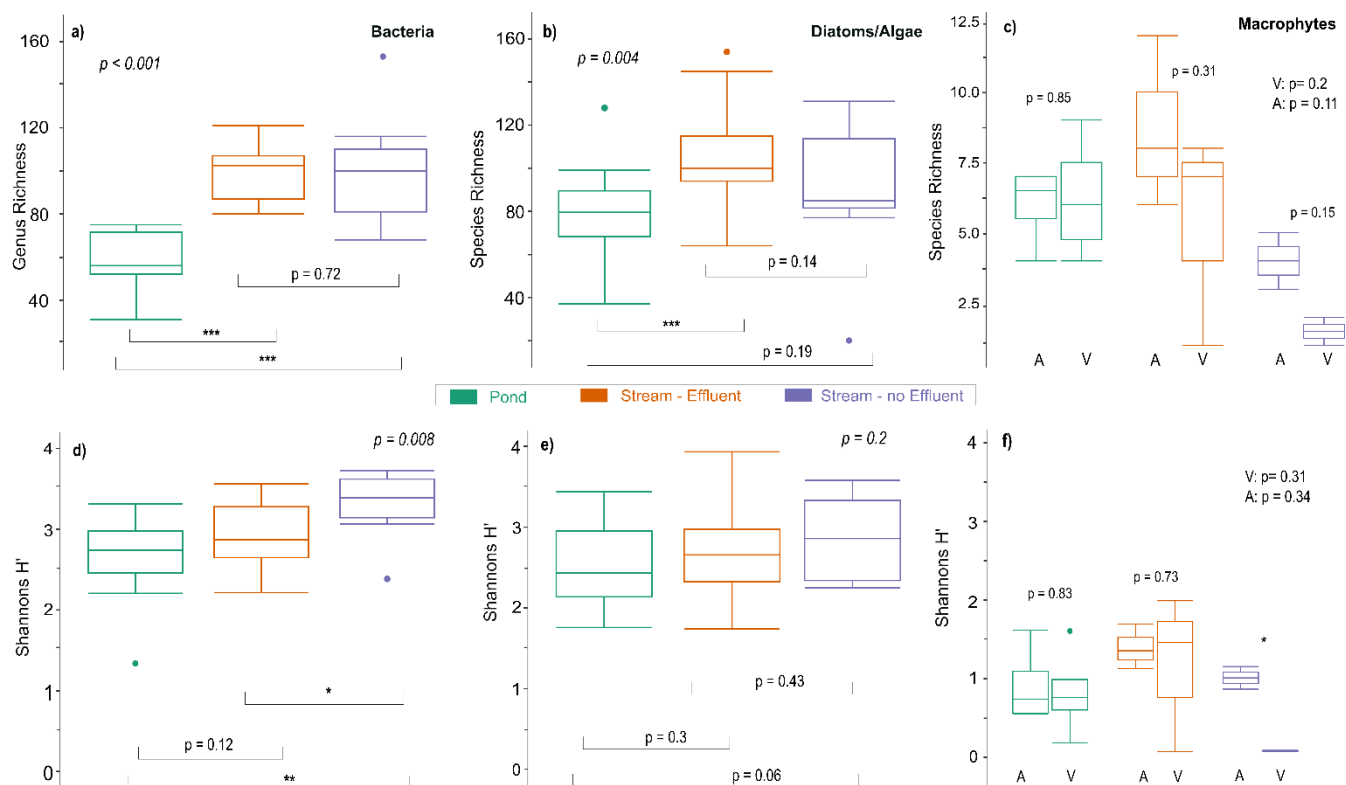 a)
Bacteria
p < 0.001
Genus Richness
160
120
80
40
p = 0.72
***
***
b)
Diatoms/Algae
p = 0.004
Species Richness
160
120
80
40
p = 0.14
***
p = 0.19
c)
Macrophytes
Species Richness
12.5
10.0
7.5
5.0
2.5
p = 0.85
p = 0.31
V: p= 0.2
A: p = 0.11
p = 0.15
A V A V A V
Pond Stream - Effluent Stream - no Effluent
d)
p = 0.008
Shannons H'
4
3
2
1
0
*
p = 0.12
**
e)
p = 0.2
Shannons H'
4
3
2
1
0
p = 0.43
p = 0.3
p = 0.06
f)
Shannons H'
4
3
2
1
0
V: p= 0.31
A: p = 0.34
p = 0.83
p = 0.73
*
A V A V A V